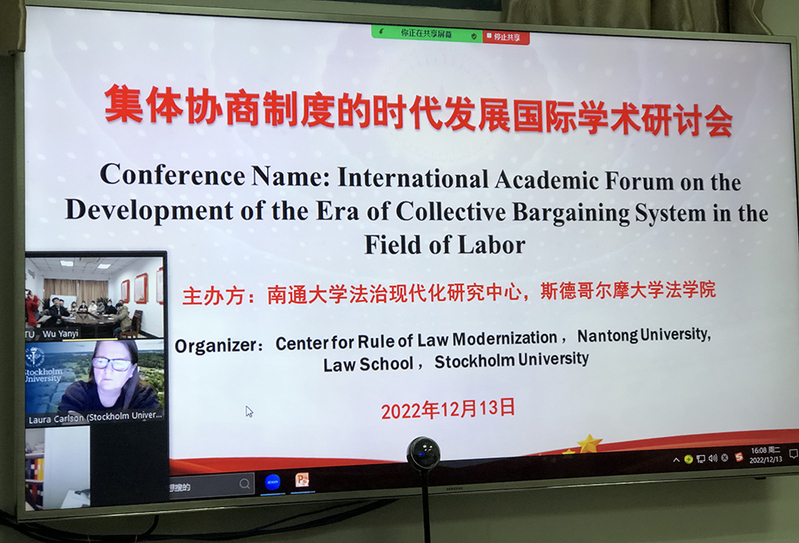 你正在共享屏幕
停止共享
集体协商制度的时代发展国际学术研讨会
Conference Name: International Academic Forum on the
Development of the Era of Collective Bargaining System in the
Field of Labor
主办方：南通大学法治现代化研究中心，斯德哥尔摩大学法学院
Organizer: Center for Rule of Law Modernization , Nantong University,
Law School , Stockholm University
2022年12月13日
TU_ Wu Yanyi
Stockholm
University
Laura Carlson (Stockholm Univer...
搜的
16:08 周二
2022/12/13